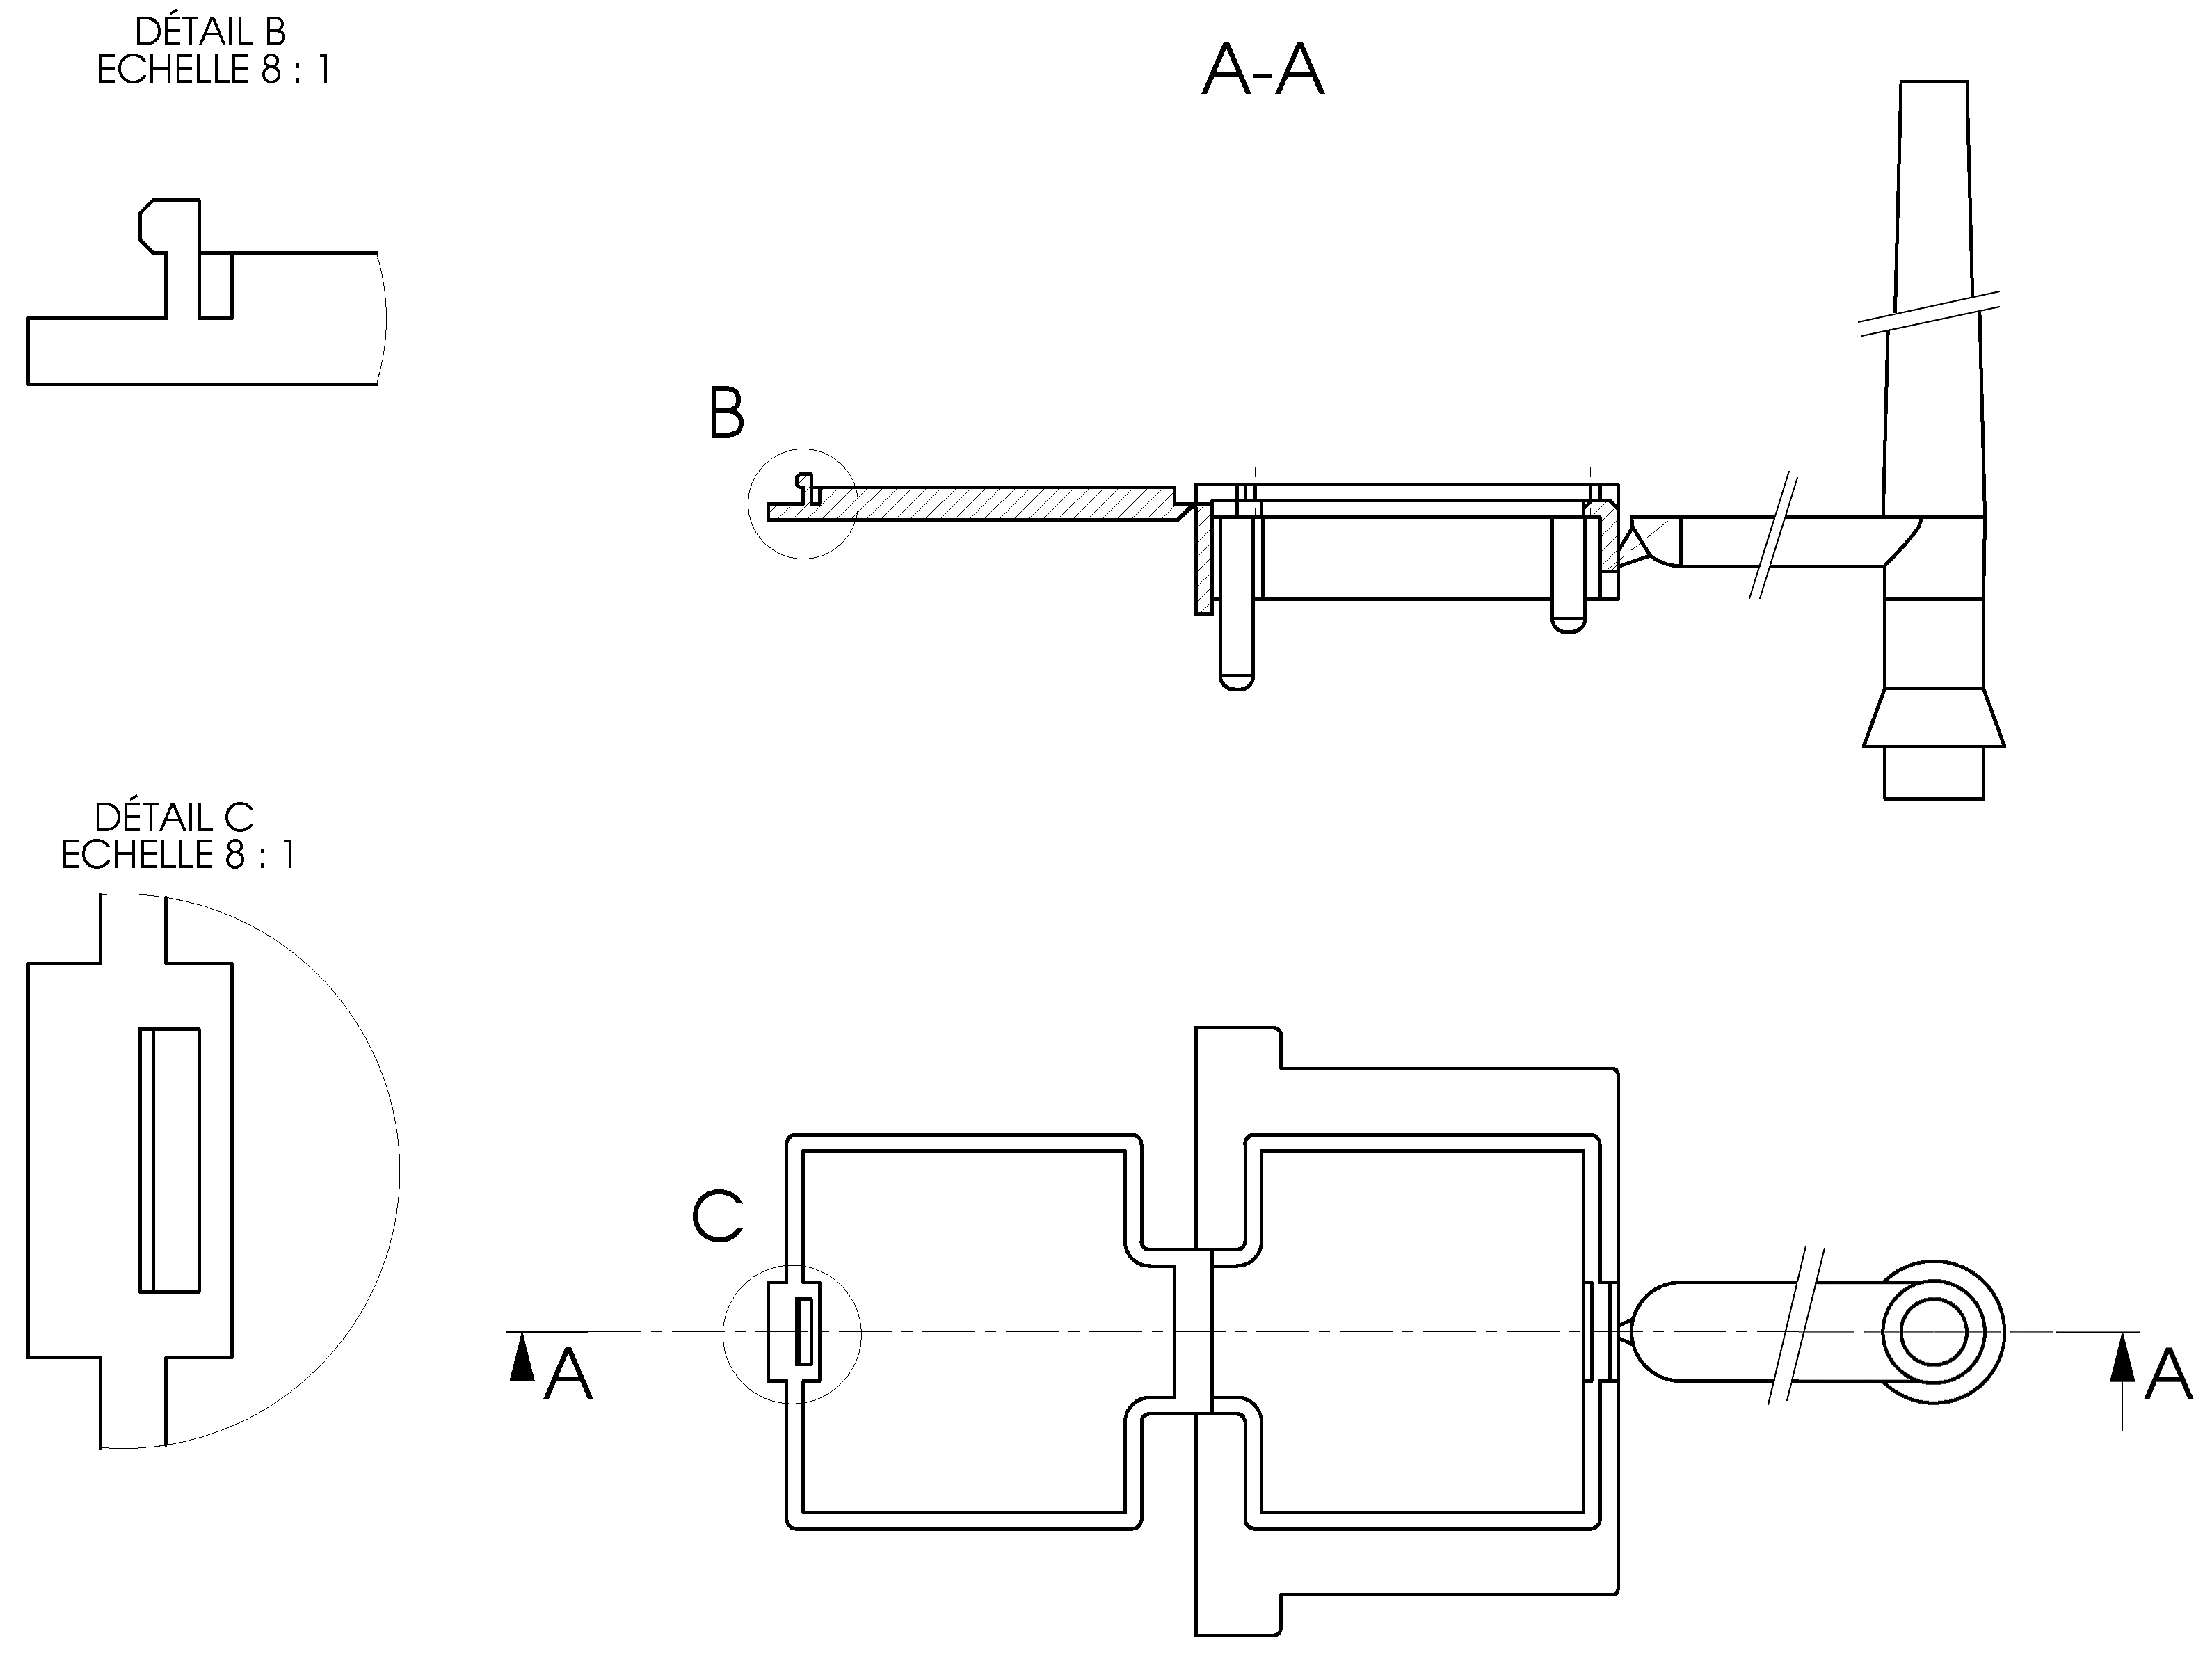 DÉTAIL B
ECHELLE 8 : 1
A-A
B
DÉTAIL C
ECHELLE 8 : 1
C
A
A